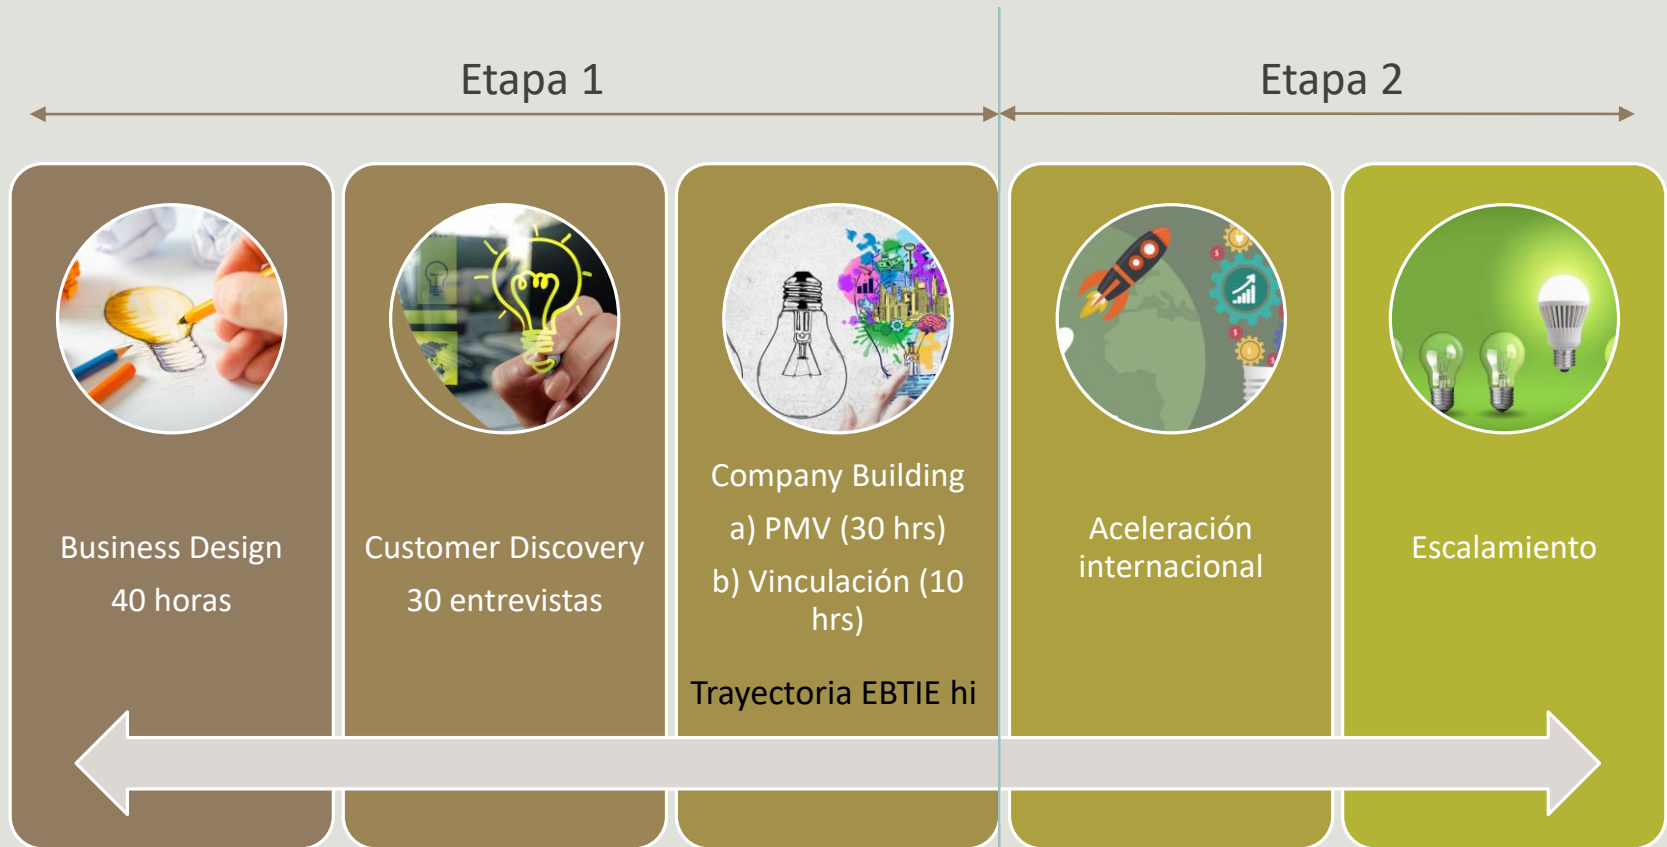 Etapa 1
Etapa 2
Business Design
40 horas
Customer Discovery
30 entrevistas
Company Building
a) PMV (30 hrs)
b) Vinculación (10
hrs)
Aceleración
internacional
Escalamiento
Trayectoria EBTIE hi